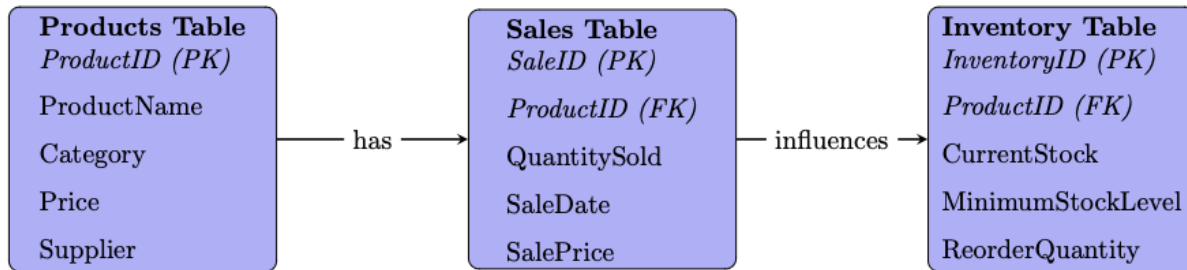 Products Table
ProductID (PK)
ProductName
Category
Price
Supplier
has
Sales Table
SaleID (PK)
ProductID (FK)
QuantitySold
SaleDate
SalePrice
influences
Inventory Table
InventoryID (PK)
ProductID (FK)
CurrentStock
MinimumStockLevel
ReorderQuantity